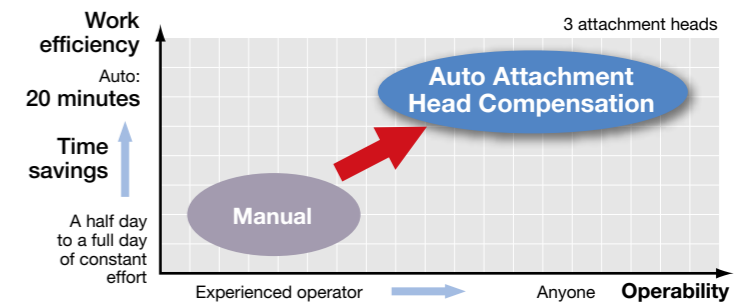 Work
efficiency
3 attachment heads
Auto:
20 minutes
Auto Attachment
Head Compensation
Time
savings
Manual
A half day
to a full day
of constant
effort
Experienced operator
Anyone
Operability